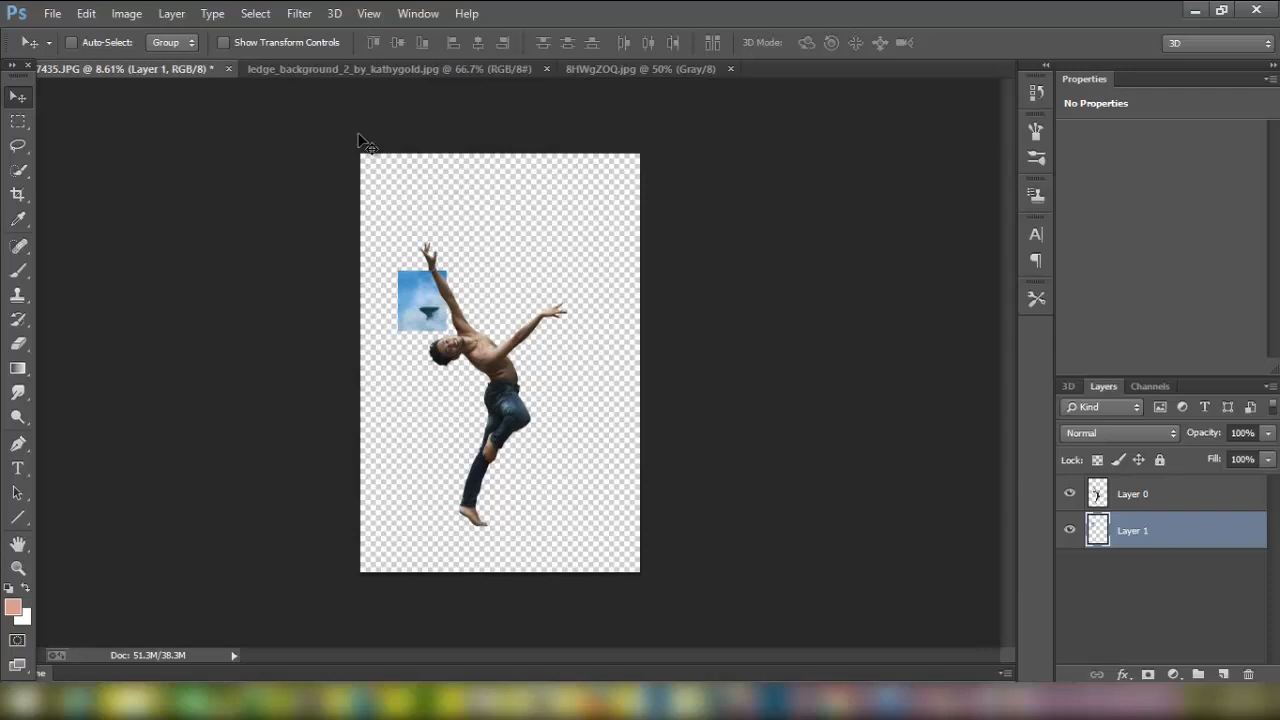 Ps File Edit Image Layer Type Select Filter 3D View Window Help
Auto-Select: Group Show Transform Controls 3D Mode: 3D
7435.JPG @ 8.61% (Layer 1, RGB/8) * × ledge_background_2_by_kathygold.jpg @ 66.7% (RGB/8#) × 8HWgZOQ.jpg @ 50% (Gray/8) ×
Properties
No Properties
3D Layers Channels
Kind
Normal Opacity: 100%
Lock: Fill: 100%
Layer 0
Layer 1
Doc: 51.3M/38.3M
ne